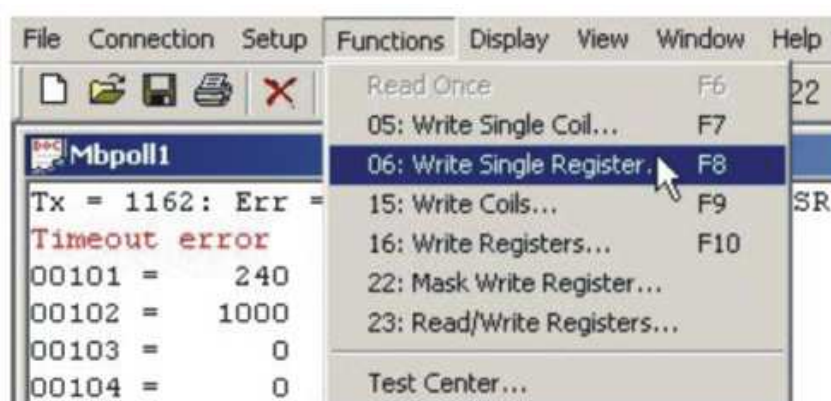 File Connection Setup Functions Display View Window Help
Read Once F6
22
05: Write Single Coil... F7
Mbpoll1
06: Write Single Register... F8
Tx = 1162: Err =
15: Write Coils... F9
SR
Timeout error
16: Write Registers... F10
00101 = 240
22: Mask Write Register...
00102 = 1000
23: Read/Write Registers...
00103 = 0
00104 = 0
Test Center...